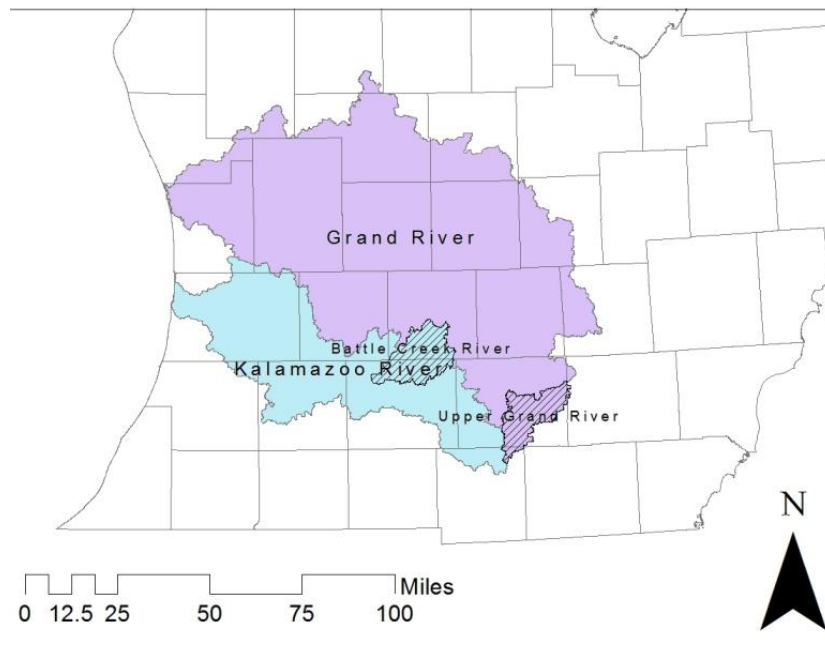 Grand River
Battle Creek River
Kalamazoo River
Upper Grand River
N
Miles
0 12.5 25 50 75 100